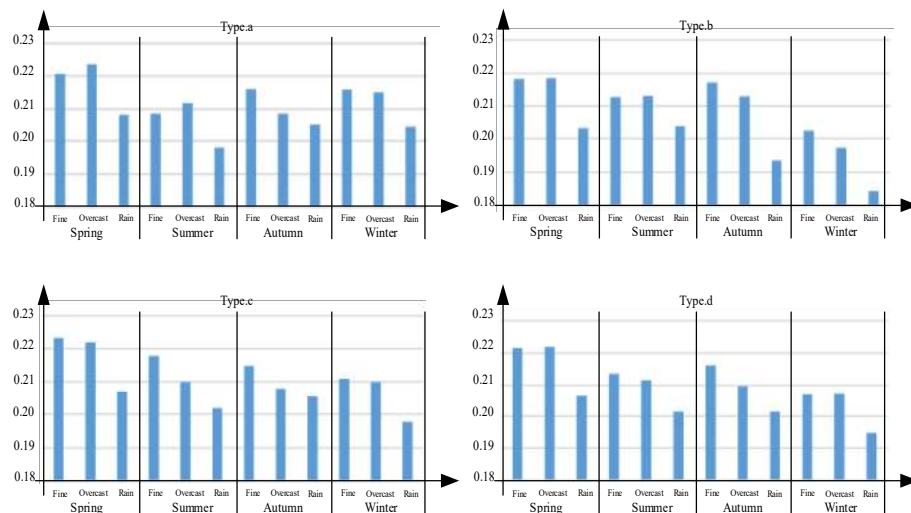 Type.a
0.23
0.22
0.21
0.20
0.19
0.18
Fine Overcast Rain Fine Overcast Rain Fine Overcast Rain Fine Overcast Rain
Spring Summer Autumn Winter
Type.b
0.23
0.22
0.21
0.20
0.19
0.18
Fine Overcast Rain Fine Overcast Rain Fine Overcast Rain Fine Overcast Rain
Spring Summer Autumn Winter
Type.c
0.23
0.22
0.21
0.20
0.19
0.18
Fine Overcast Rain Fine Overcast Rain Fine Overcast Rain Fine Overcast Rain
Spring Summer Autumn Winter
Type.d
0.23
0.22
0.21
0.20
0.19
0.18
Fine Overcast Rain Fine Overcast Rain Fine Overcast Rain Fine Overcast Rain
Spring Summer Autumn Winter